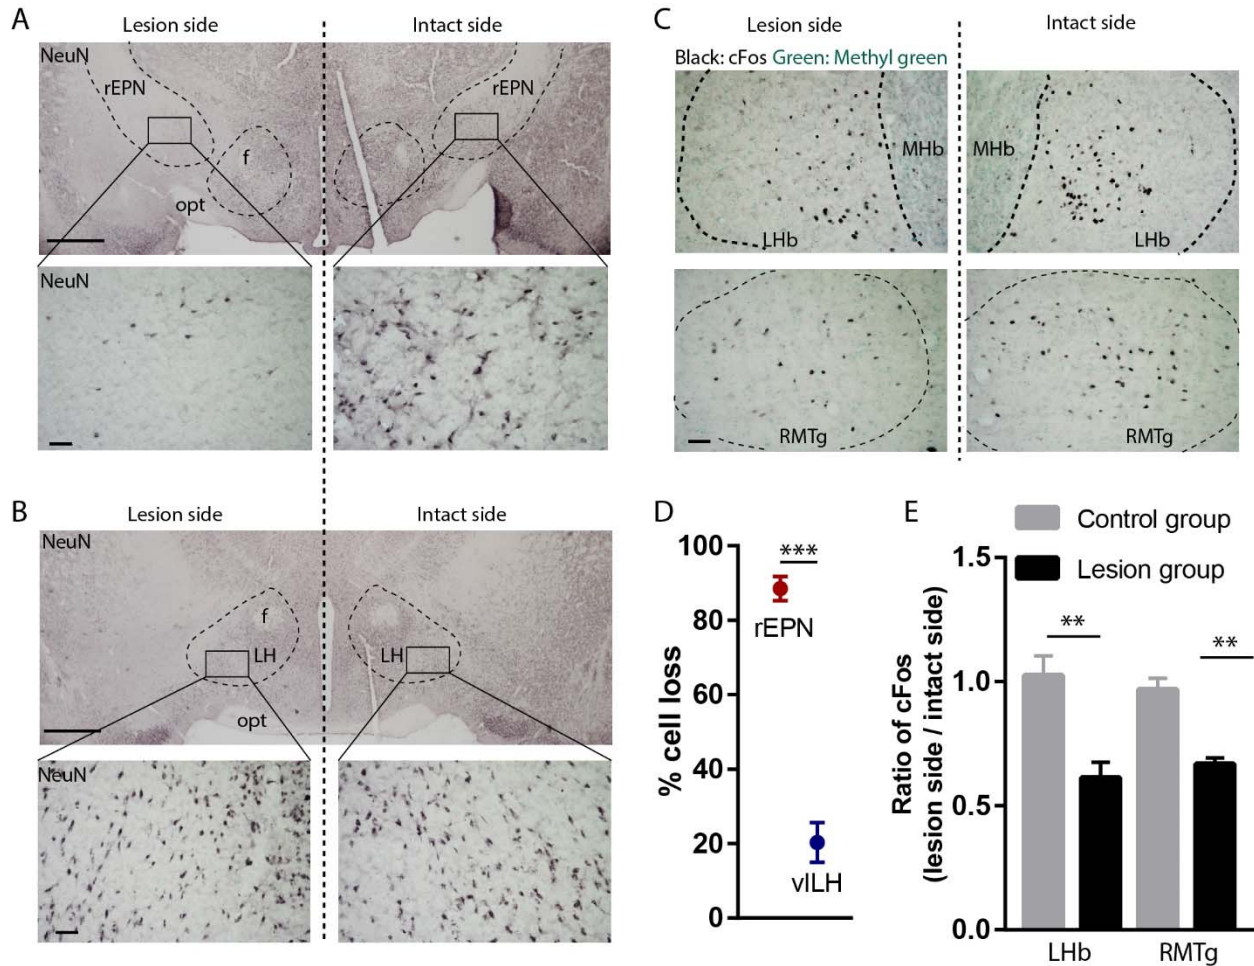 A
Lesion side
Intact side
NeuN
rEPN
rEPN
f
opt
NeuN
B
Lesion side
Intact side
NeuN
f
LH
LH
opt
NeuN
C
Lesion side
Intact side
Black: cFos Green: Methyl green
MHb
MHb
LHb
LHb
RMTg
RMTg
D
% cell loss
100
80
60
40
20
0
***
rEPN
vlLH
E
Control group
Lesion group
Ratio of cFos
(lesion side / intact side)
1.5
1.0
0.5
0.0
**
**
LHb
RMTg